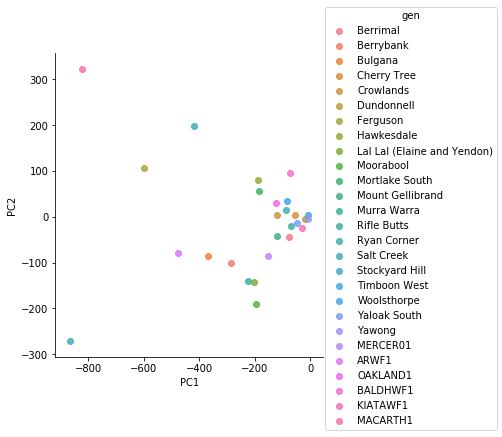 gen
Berrimal
Berrybank
Bulgana
Cherry Tree
Crowlands
Dundonnell
Ferguson
Hawkesdale
Lal Lal (Elaine and Yendon)
Moorabool
Mortlake South
Mount Gellibrand
Murra Warra
Rifle Butts
Ryan Corner
Salt Creek
Stockyard Hill
Timboon West
Woolsthorpe
Yaloak South
Yawong
MERCER01
ARWF1
OAKLAND1
BALDHWF1
KIATAWF1
MACARTH1
300
200
100
0
−100
−200
−300
PC2
−800
−600
−400
−200
0
PC1